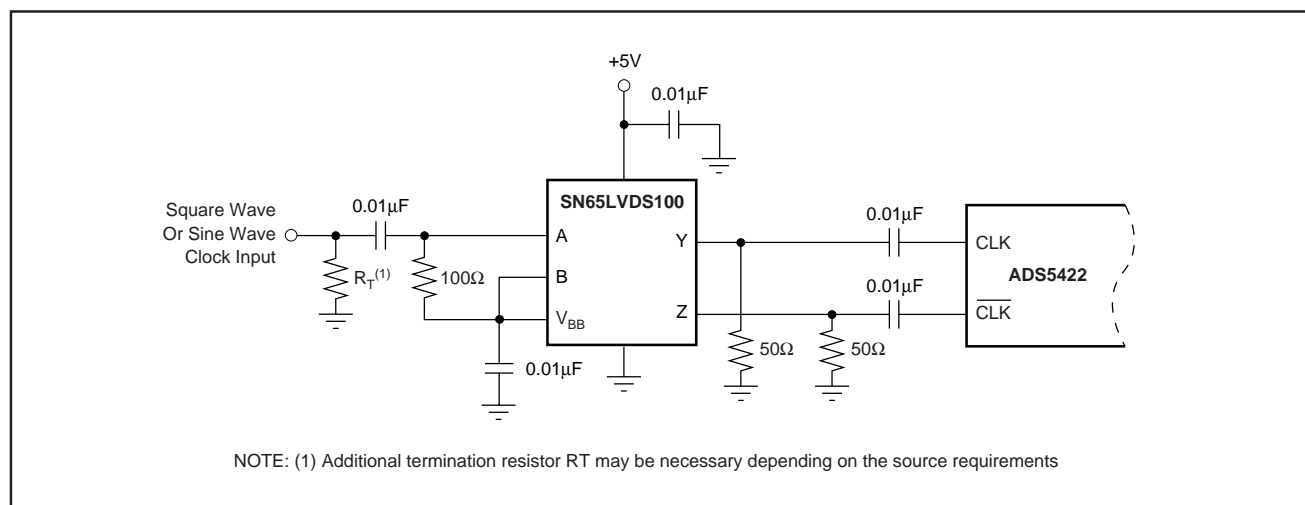 +5V
0.01µF
SN65LVDS100
Square Wave
Or Sine Wave
Clock Input
0.01µF
R_T(1)
100Ω
A
B
V_BB
0.01µF
Y
Z
50Ω
50Ω
0.01µF
0.01µF
CLK
ADS5422
C̅L̅K̅
NOTE: (1) Additional termination resistor RT may be necessary depending on the source requirements